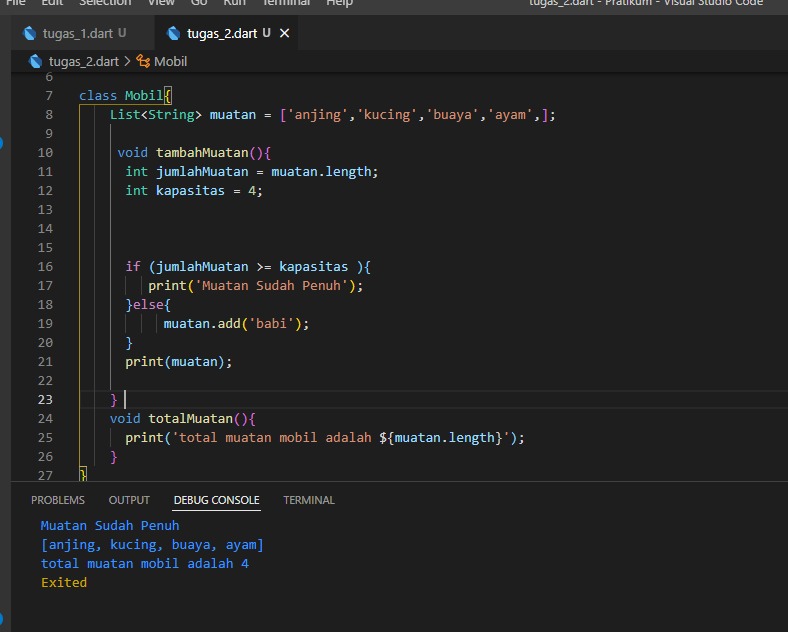 File Edit Selection View Go Run Terminal Help tugas_2.dart - Pratikum - Visual Studio Code
tugas_1.dart U tugas_2.dart U ×
tugas_2.dart > Mobil
6
7 class Mobil{
8 List<String> muatan = ['anjing','kucing','buaya','ayam',];
9
10 void tambahMuatan(){
11 int jumlahMuatan = muatan.length;
12 int kapasitas = 4;
13
14
15
16 if (jumlahMuatan >= kapasitas ){
17 print('Muatan Sudah Penuh');
18 }else{
19 muatan.add('babi');
20 }
21 print(muatan);
22
23 }
24 void totalMuatan(){
25 print('total muatan mobil adalah ${muatan.length}');
26 }
27 }
PROBLEMS OUTPUT DEBUG CONSOLE TERMINAL
Muatan Sudah Penuh
[anjing, kucing, buaya, ayam]
total muatan mobil adalah 4
Exited